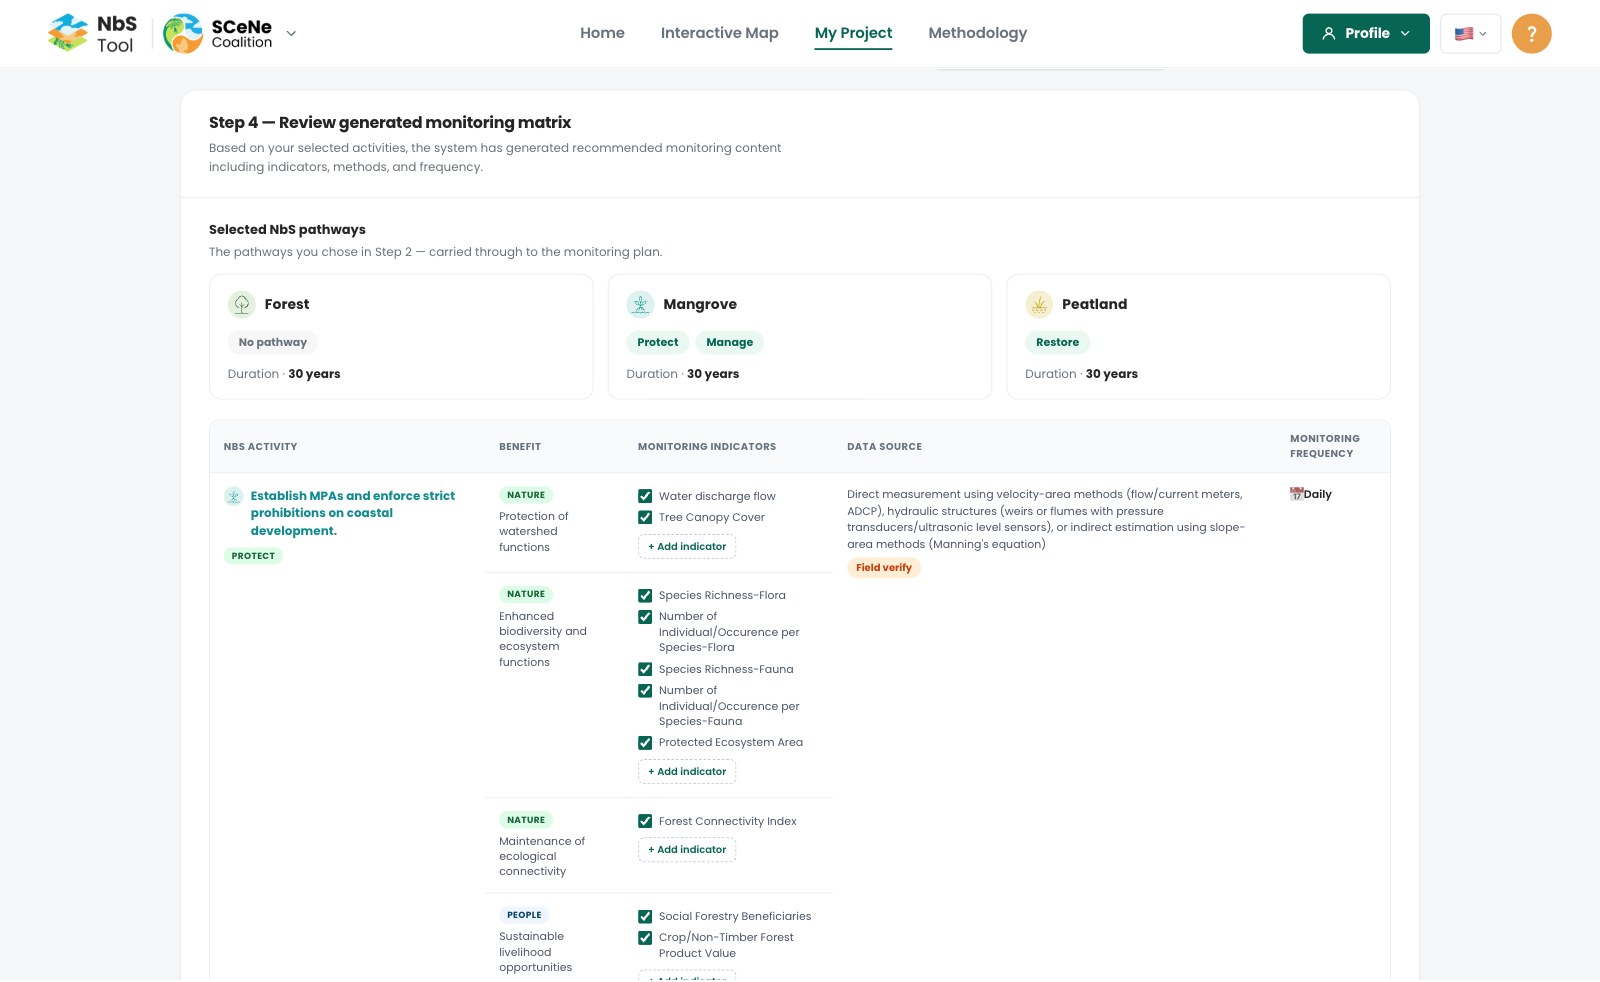 NbS
Tool
SCeNe
Coalition
Home
Interactive Map
My Project
Methodology
Profile
?
Step 4 — Review generated monitoring matrix
Based on your selected activities, the system has generated recommended monitoring content
including indicators, methods, and frequency.
Selected NbS pathways
The pathways you chose in Step 2 — carried through to the monitoring plan.
Forest
No pathway
Duration · 30 years
Mangrove
Protect
Manage
Duration · 30 years
Peatland
Restore
Duration · 30 years
NBS ACTIVITY
BENEFIT
MONITORING INDICATORS
DATA SOURCE
MONITORING
FREQUENCY
Establish MPAs and enforce strict
prohibitions on coastal
development.
PROTECT
NATURE
Protection of
watershed
functions
Water discharge flow
Tree Canopy Cover
+ Add indicator
Direct measurement using velocity-area methods (flow/current meters,
ADCP), hydraulic structures (weirs or flumes with pressure
transducers/ultrasonic level sensors), or indirect estimation using slope-
area methods (Manning's equation)
Field verify
Daily
NATURE
Enhanced
biodiversity and
ecosystem
functions
Species Richness-Flora
Number of
Individual/Occurence per
Species-Flora
Species Richness-Fauna
Number of
Individual/Occurence per
Species-Fauna
Protected Ecosystem Area
+ Add indicator
NATURE
Maintenance of
ecological
connectivity
Forest Connectivity Index
+ Add indicator
PEOPLE
Sustainable
livelihood
opportunities
Social Forestry Beneficiaries
Crop/Non-Timber Forest
Product Value
+ Add indicator